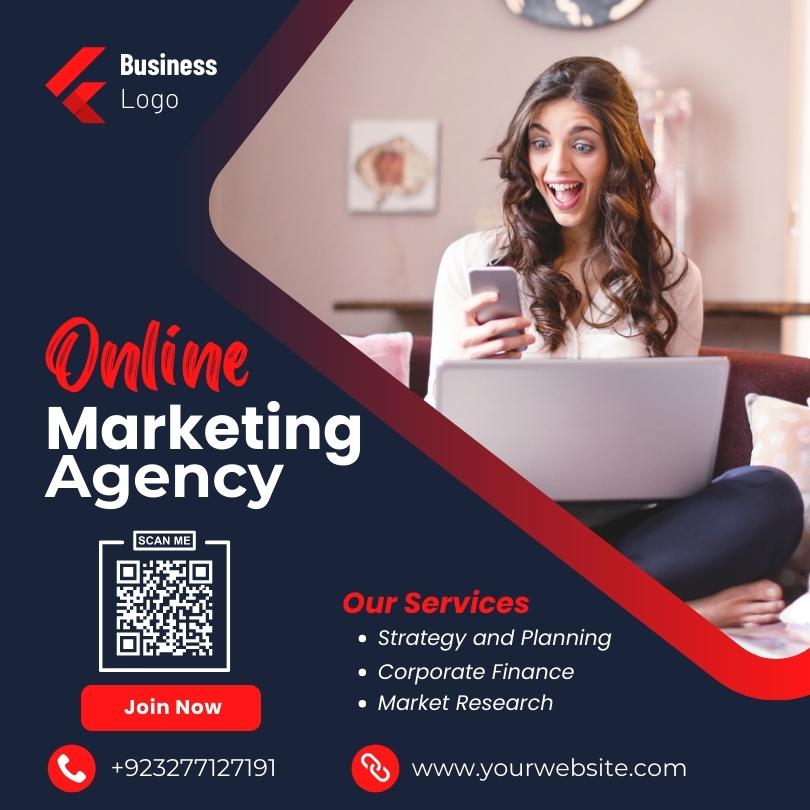 Business
Logo
Online
Marketing
Agency
SCAN ME
Join Now
Our Services
Strategy and Planning
Corporate Finance
Market Research
+923277127191
www.yourwebsite.com